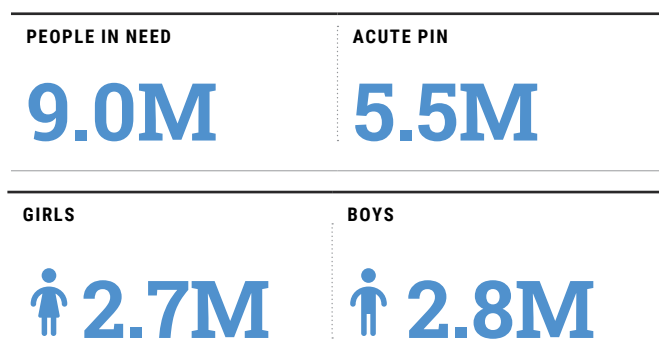 PEOPLE IN NEED
ACUTE PIN
9.0M
5.5M
GIRLS
BOYS
2.7M
2.8M